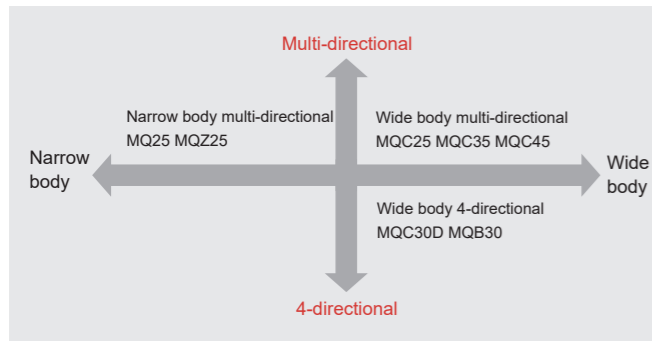 Multi-directional
Narrow body multi-directional
MQ25 MQZ25
Wide body multi-directional
MQC25 MQC35 MQC45
Narrow
body
Wide
body
Wide body 4-directional
MQC30D MQB30
4-directional